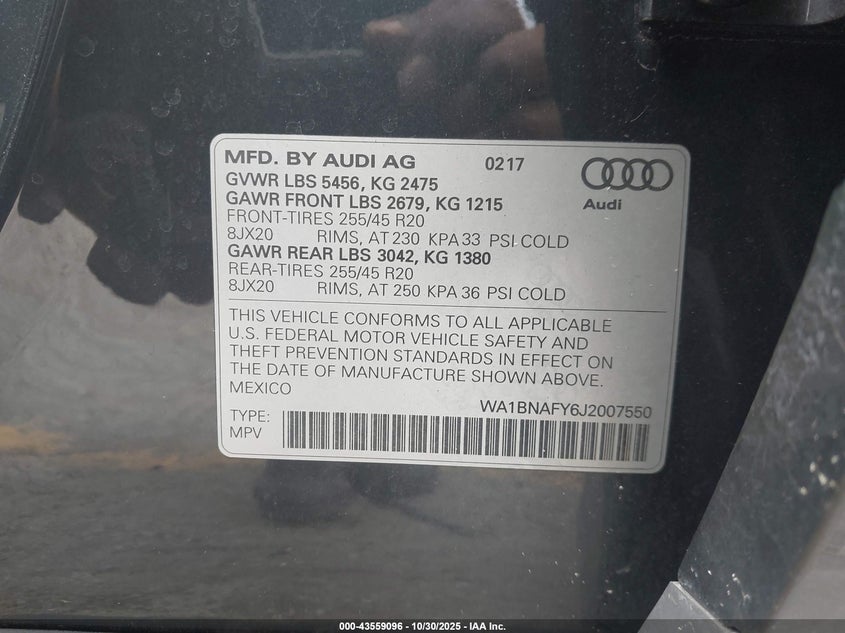 MFD. BY AUDI AG 0217
GVWR LBS 5456, KG 2475
GAWR FRONT LBS 2679, KG 1215
Audi
FRONT-TIRES 255/45 R20
8JX20 RIMS, AT 230 KPA 33 PSI COLD
GAWR REAR LBS 3042, KG 1380
REAR-TIRES 255/45 R20
8JX20 RIMS, AT 250 KPA 36 PSI COLD
THIS VEHICLE CONFORMS TO ALL APPLICABLE
U.S. FEDERAL MOTOR VEHICLE SAFETY AND
THEFT PREVENTION STANDARDS IN EFFECT ON
THE DATE OF MANUFACTURE SHOWN ABOVE.
MEXICO
WA1BNAFY6J2007550
TYPE:
MPV
000-43559096 - 10/30/2025 - IAA Inc.